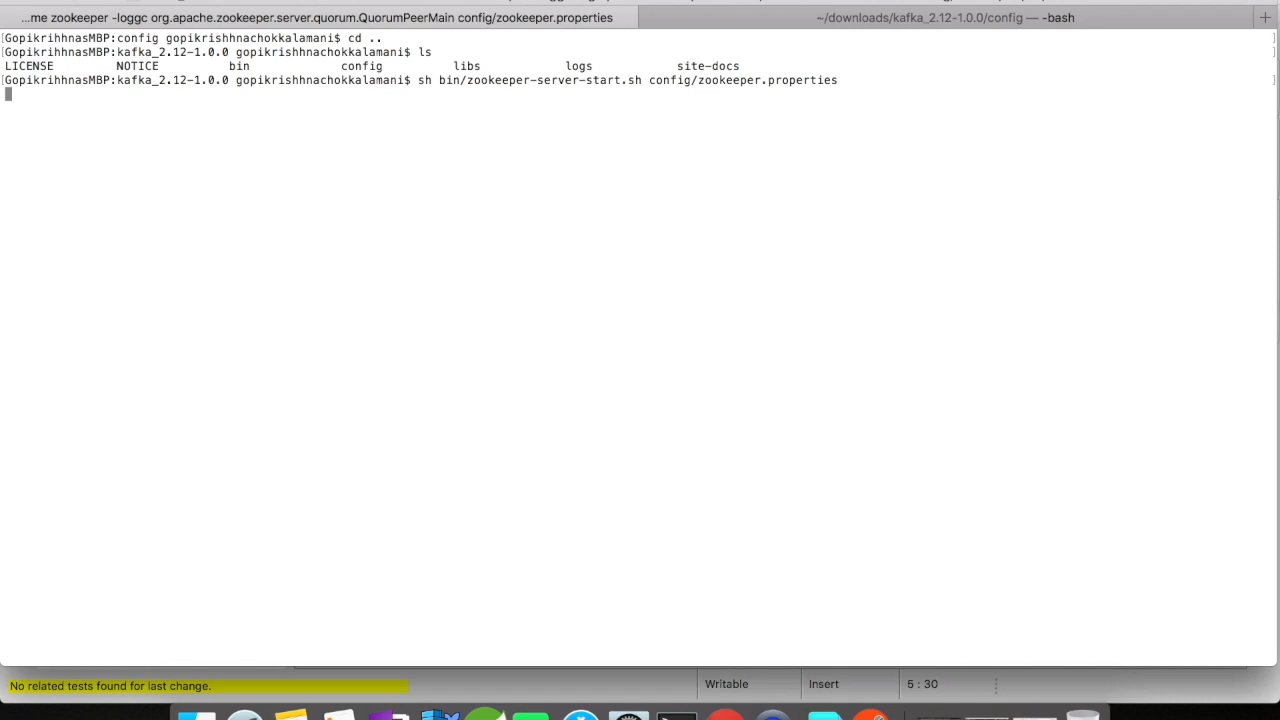 ...me zookeeper -loggc org.apache.zookeeper.server.quorum.QuorumPeerMain config/zookeeper.properties
~/downloads/kafka_2.12-1.0.0/config — -bash
[GopikrihhnasMBP:config gopikrishhnachokkalamani$ cd ..
[GopikrihhnasMBP:kafka_2.12-1.0.0 gopikrishhnachokkalamani$ ls
LICENSE NOTICE bin config libs logs site-docs
[GopikrihhnasMBP:kafka_2.12-1.0.0 gopikrishhnachokkalamani$ sh bin/zookeeper-server-start.sh config/zookeeper.properties
No related tests found for last change.
Writable
Insert
5 : 30